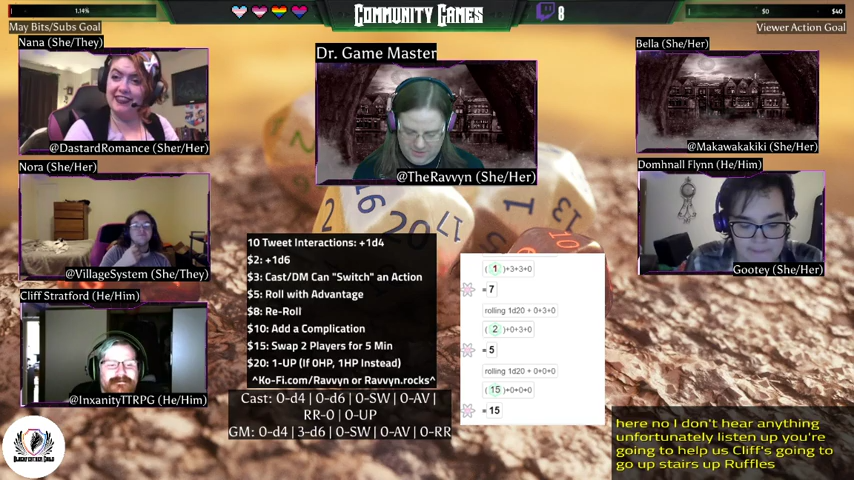 1.14%
COMMUNITY GAMES
8
$0
$40
May Bits/Subs Goal
Viewer Action Goal
Nana (She/They)
@DastardRomance (Sher/Her)
Dr. Game Master
@TheRavvyn (She/Her)
Bella (She/Her)
@Makawakakiki (She/Her)
Nora (She/Her)
@VillageSystem (She/They)
Domhnall Flynn (He/Him)
Gootey (She/Her)
Cliff Stratford (He/Him)
@InxanityTTRPG (He/Him)
2
16
20
17
1
13
10
10 Tweet Interactions: +1d4
$2: +1d6
$3: Cast/DM Can "Switch" an Action
$5: Roll with Advantage
$8: Re-Roll
$10: Add a Complication
$15: Swap 2 Players for 5 Min
$20: 1-UP (If 0HP, 1HP Instead)
^Ko-Fi.com/Ravvyn or Ravvyn.rocks^
Cast: 0-d4 | 0-d6 | 0-SW | 0-AV |
RR-0 | 0-UP
GM: 0-d4 | 3-d6 | 0-SW | 0-AV | 0-RR
(1)+3+3+0
=7
rolling 1d20 + 0+3+0
(2)+0+3+0
=5
rolling 1d20 + 0+0+0
(15)+0+0+0
=15
here no I don't hear anything
unfortunately listen up you're
going to help us Cliff's going to
go up stairs up Ruffles